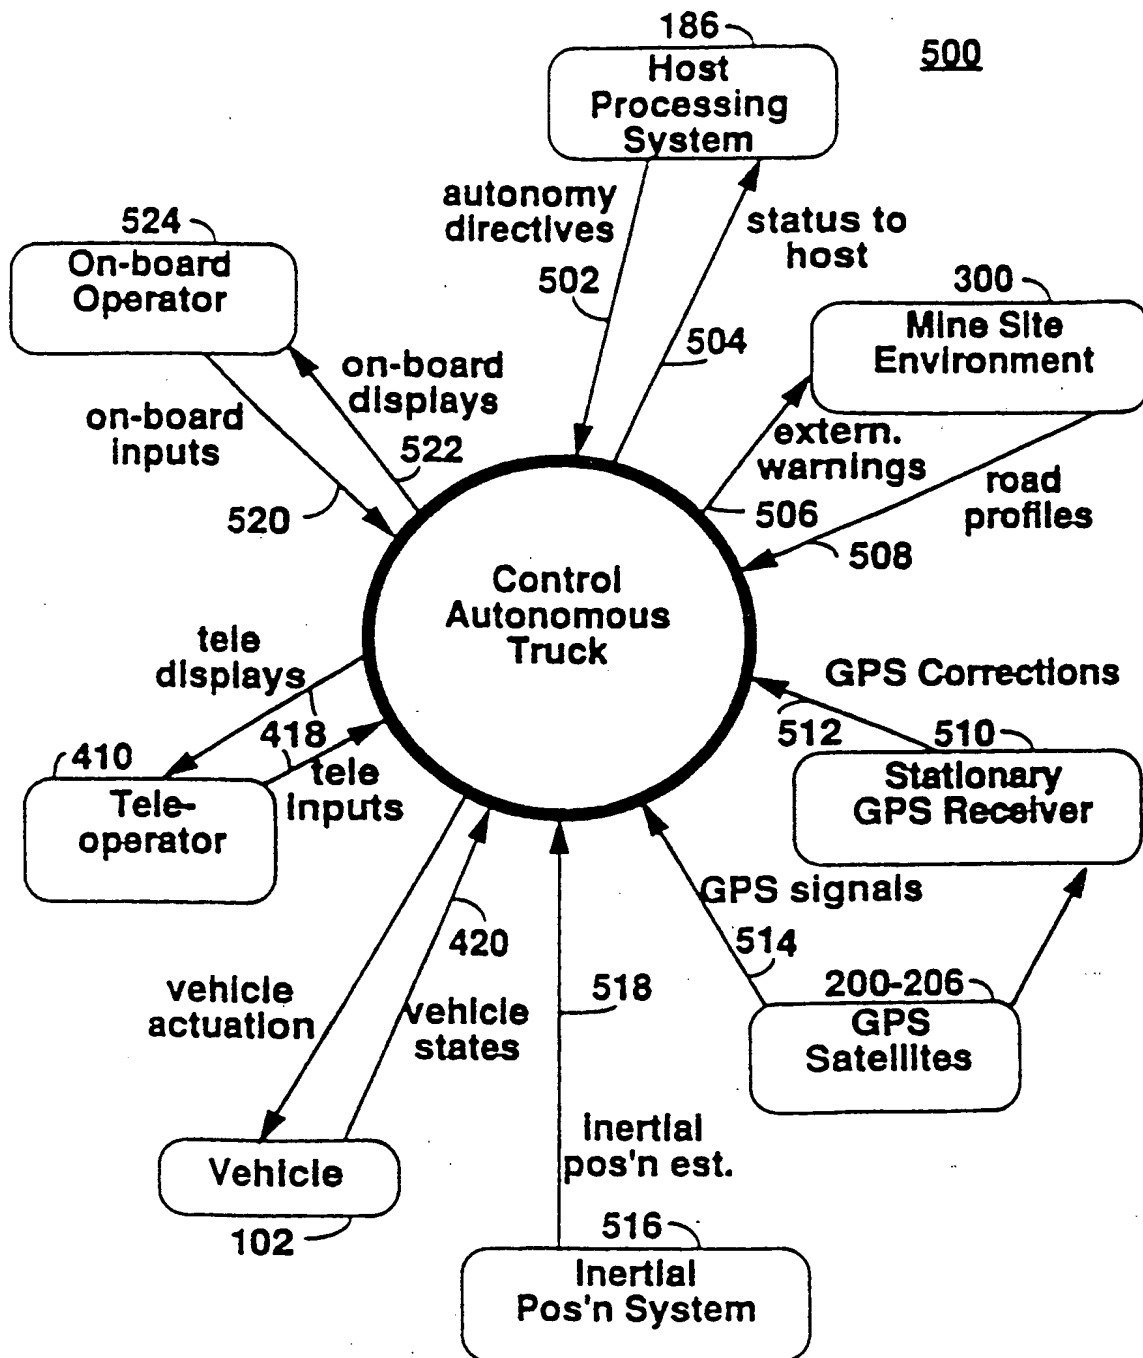 186
500
Host
Processing
System
autonomy
directives
502
status to
host
504
524
On-board
Operator
on-board
displays
522
on-board
inputs
520
300
Mine Site
Environment
extern.
warnings
506
road
profiles
508
Control
Autonomous
Truck
tele
displays
418
tele
inputs
410
Tele-
operator
GPS Corrections
512
510
Stationary
GPS Receiver
GPS signals
514
200-206
GPS
Satellites
vehicle
actuation
420
vehicle
states
518
Inertial
pos'n est.
Vehicle
102
516
Inertial
Pos'n System